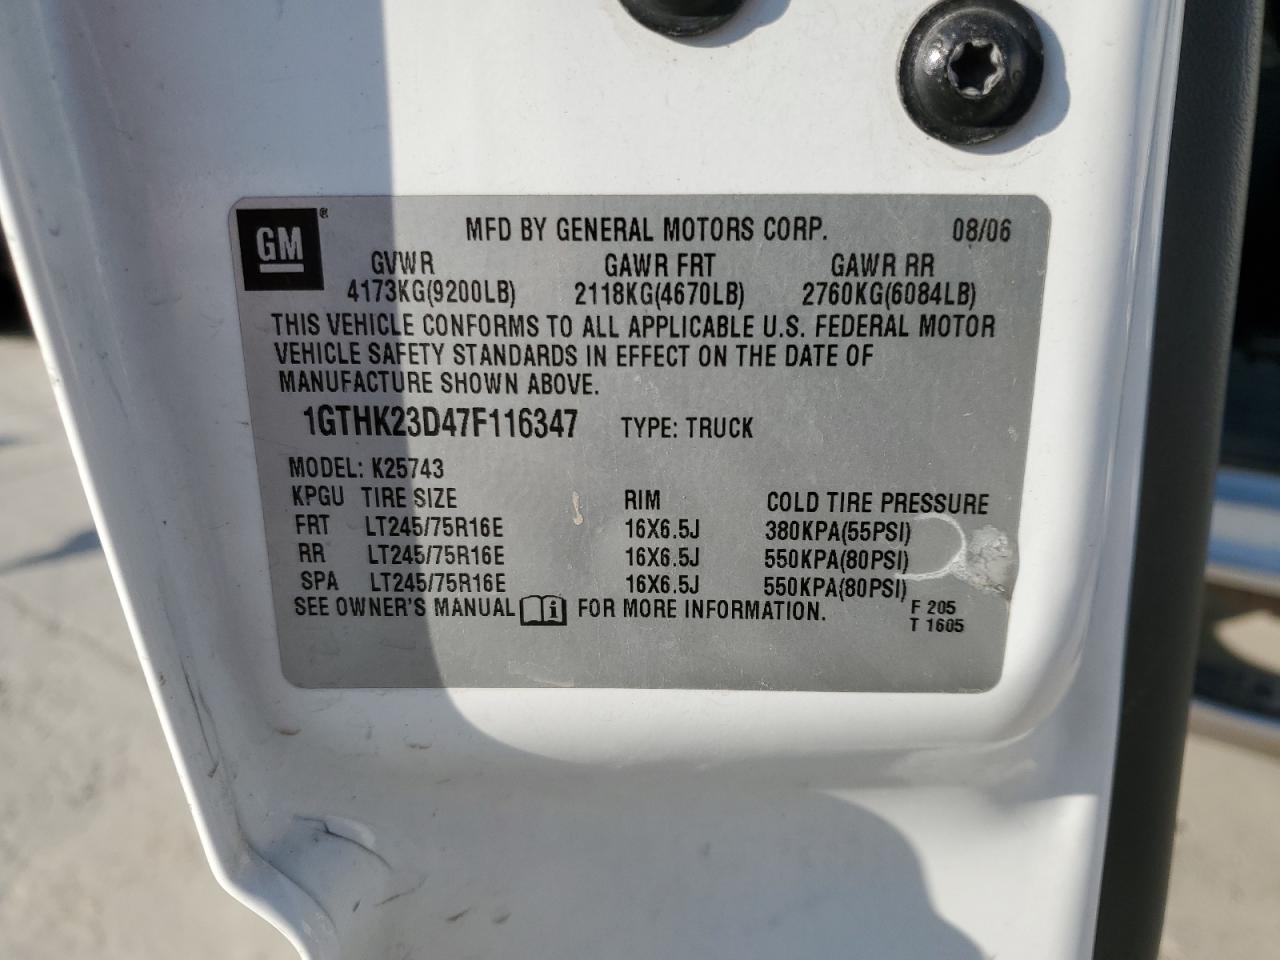 GM ® MFD BY GENERAL MOTORS CORP. 08/06
GVWR GAWR FRT GAWR RR
4173KG(9200LB) 2118KG(4670LB) 2760KG(6084LB)
THIS VEHICLE CONFORMS TO ALL APPLICABLE U.S. FEDERAL MOTOR
VEHICLE SAFETY STANDARDS IN EFFECT ON THE DATE OF
MANUFACTURE SHOWN ABOVE.
1GTHK23D47F116347 TYPE: TRUCK
MODEL: K25743
KPGU TIRE SIZE RIM COLD TIRE PRESSURE
FRT LT245/75R16E 16X6.5J 380KPA(55PSI)
RR LT245/75R16E 16X6.5J 550KPA(80PSI)
SPA LT245/75R16E 16X6.5J 550KPA(80PSI)
SEE OWNER'S MANUAL i FOR MORE INFORMATION. F 205
T 1605